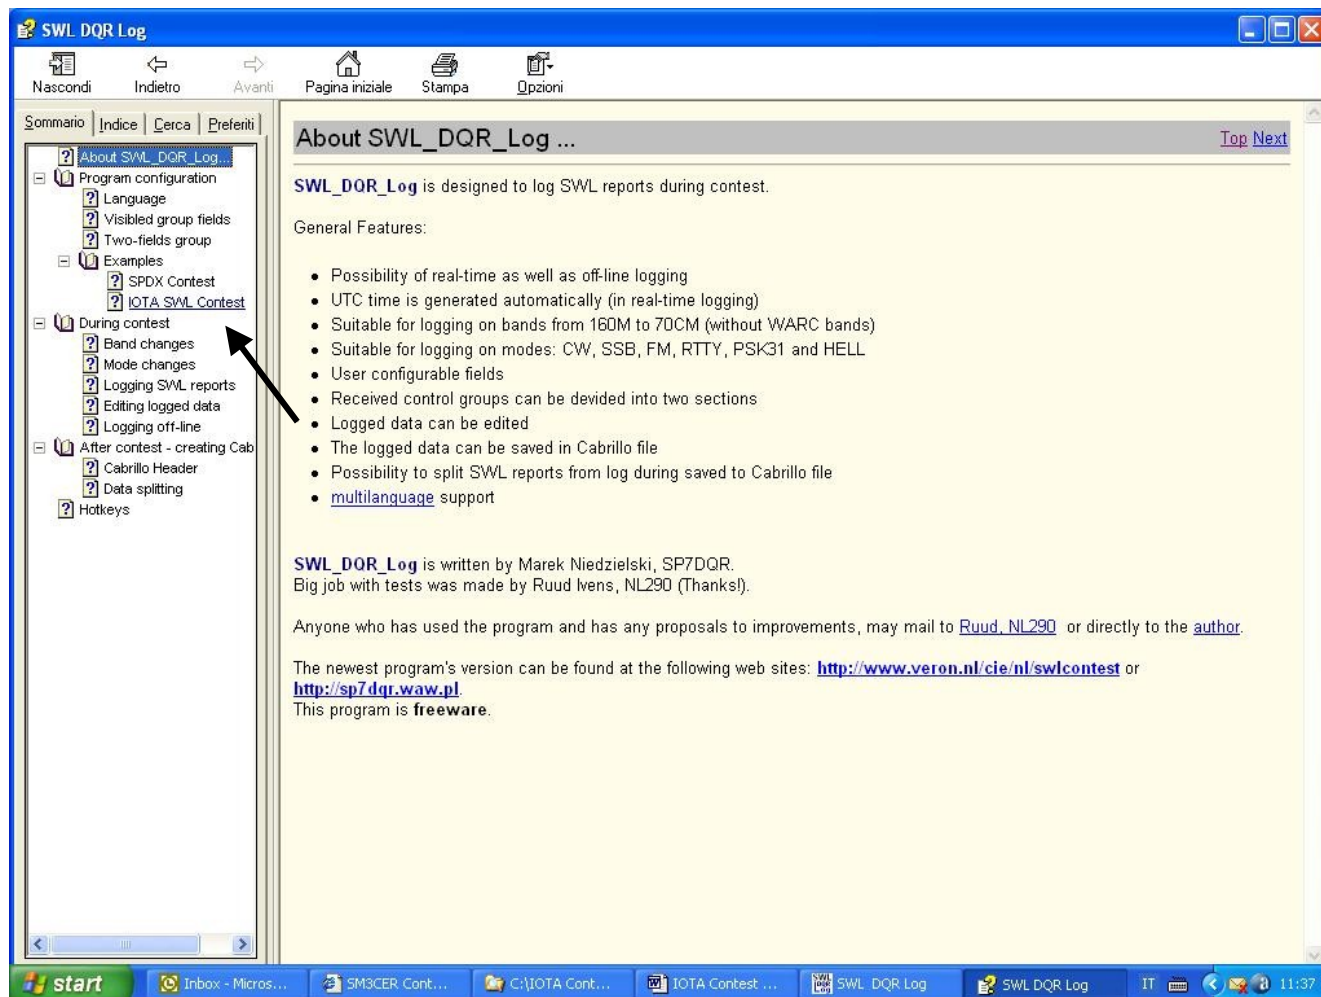 SWL DQR Log
Nascondi Indietro Avanti Pagina iniziale Stampa Opzioni
Sommario Indice Cerca Preferiti
About SWL_DQR_Log...
Program configuration
Language
Visibled group fields
Two-fields group
Examples
SPDX Contest
IOTA SWL Contest
During contest
Band changes
Mode changes
Logging SWL reports
Editing logged data
Logging off-line
After contest - creating Cab
Cabrillo Header
Data splitting
Hotkeys
About SWL_DQR_Log ...
Top Next
SWL_DQR_Log is designed to log SWL reports during contest.
General Features:
• Possibility of real-time as well as off-line logging
• UTC time is generated automatically (in real-time logging)
• Suitable for logging on bands from 160M to 70CM (without WARC bands)
• Suitable for logging on modes: CW, SSB, FM, RTTY, PSK31 and HELL
• User configurable fields
• Received control groups can be devided into two sections
• Logged data can be edited
• The logged data can be saved in Cabrillo file
• Possibility to split SWL reports from log during saved to Cabrillo file
• multilanguage support
SWL_DQR_Log is written by Marek Niedzielski, SP7DQR.
Big job with tests was made by Ruud Ivens, NL290 (Thanks!).
Anyone who has used the program and has any proposals to improvements, may mail to Ruud, NL290 or directly to the author.
The newest program's version can be found at the following web sites: http://www.veron.nl/cie/nl/swlcontest or
http://sp7dqr.waw.pl.
This program is freeware.
start Inbox - Micros... SM3CER Cont... C:\IOTA Cont... IOTA Contest ... SWL DQR Log SWL DQR Log IT 11:37